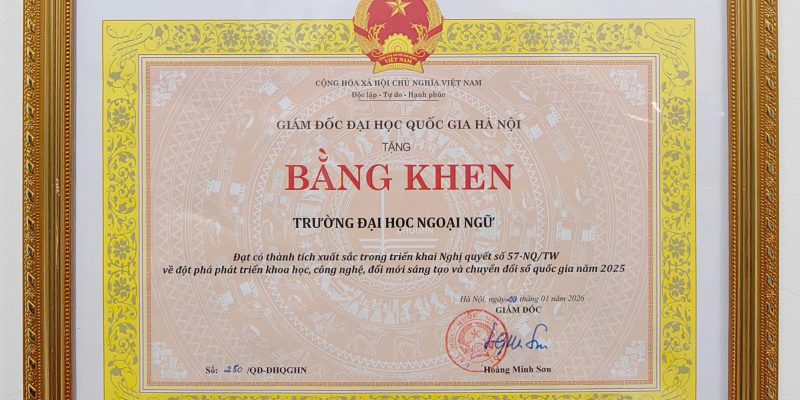 VIỆT NAM
CỘNG HÒA XÃ HỘI CHỦ NGHĨA VIỆT NAM
Độc lập - Tự do - Hạnh phúc
GIÁM ĐỐC ĐẠI HỌC QUỐC GIA HÀ NỘI
TẶNG
BẰNG KHEN
TRƯỜNG ĐẠI HỌC NGOẠI NGỮ
Đạt có thành tích xuất sắc trong triển khai Nghị quyết số 57-NQ/TW
về đột phá phát triển khoa học, công nghệ, đổi mới sáng tạo và chuyển đổi số quốc gia năm 2025
Hà Nội, ngày tháng 01 năm 2026
GIÁM ĐỐC
Số: 250 /QĐ-ĐHQGHN
Hoàng Minh Sơn